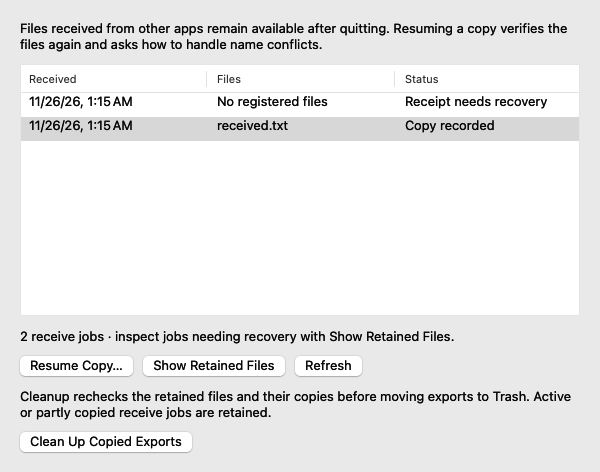 Files received from other apps remain available after quitting. Resuming a copy verifies the
files again and asks how to handle name conflicts.
Received Files Status
11/26/26, 1:15 AM No registered files Receipt needs recovery
11/26/26, 1:15 AM received.txt Copy recorded
2 receive jobs · inspect jobs needing recovery with Show Retained Files.
Resume Copy... Show Retained Files Refresh
Cleanup rechecks the retained files and their copies before moving exports to Trash. Active
or partly copied receive jobs are retained.
Clean Up Copied Exports